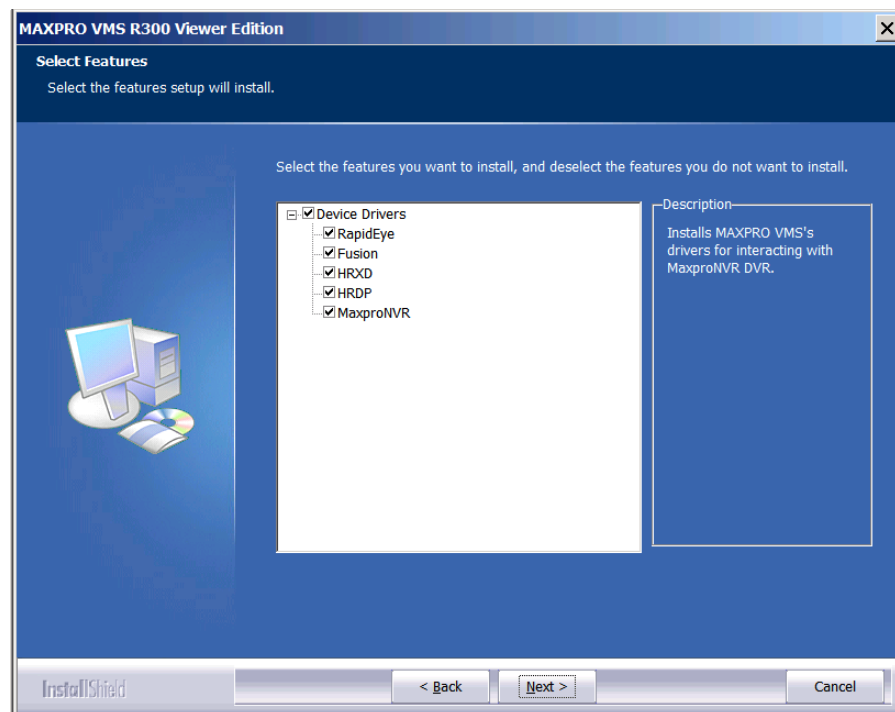 MAXPRO VMS R300 Viewer Edition
Select Features
Select the features setup will install.
Select the features you want to install, and deselect the features you do not want to install.
Device Drivers
RapidEye
Fusion
HRXD
HRDP
MaxproNVR
Description
Installs MAXPRO VMS's
drivers for interacting with
MaxproNVR DVR.
InstallShield
< Back
Next >
Cancel